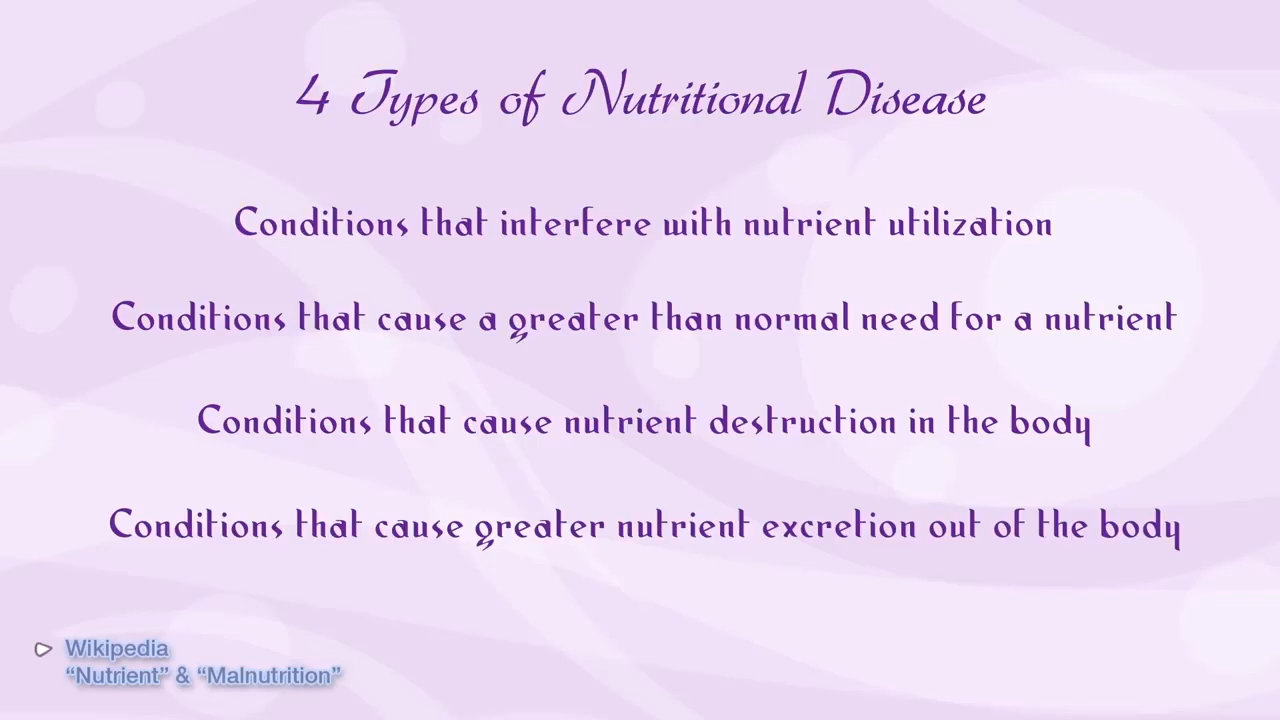 4 Types of Nutritional Disease
Conditions that interfere with nutrient utilization
Conditions that cause a greater than normal need for a nutrient
Conditions that cause nutrient destruction in the body
Conditions that cause greater nutrient excretion out of the body
Wikipedia
“Nutrient” & “Malnutrition”